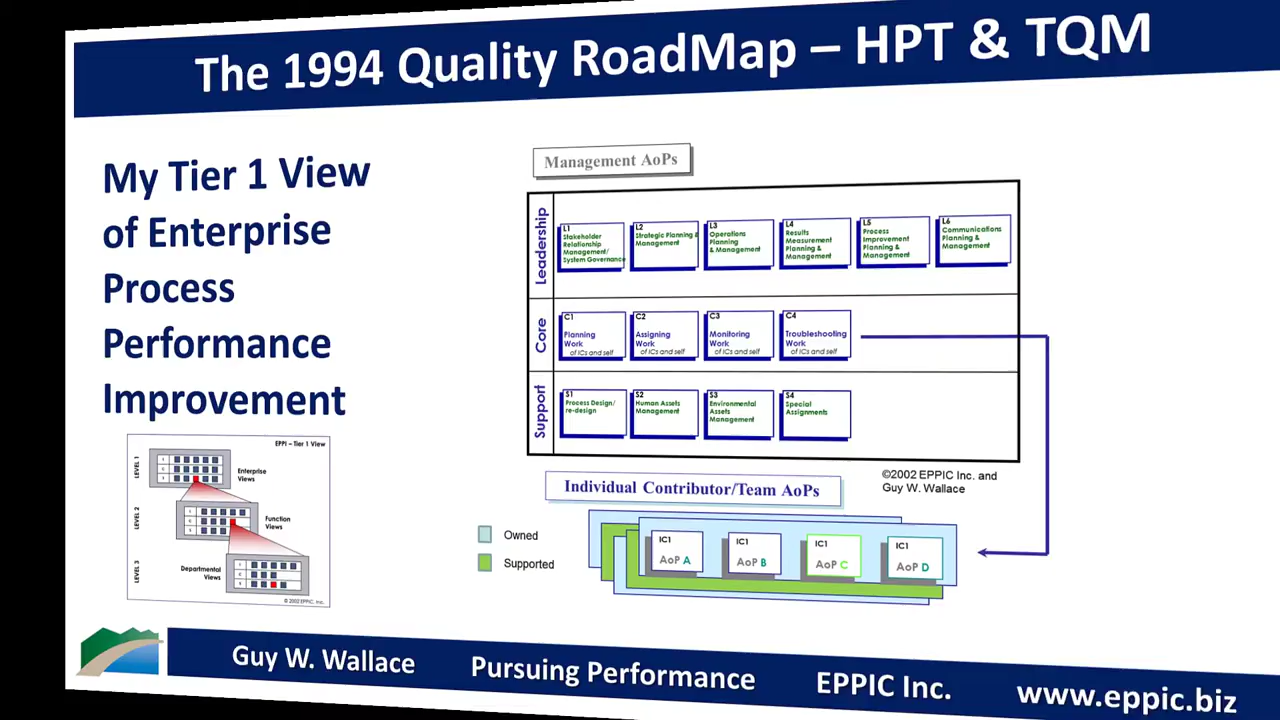 The 1994 Quality RoadMap – HPT & TQM
My Tier 1 View
of Enterprise
Process
Performance
Improvement
Management AoPs
Leadership
L1
Stakeholder
Relationship
Management/
System Governance
L2
Strategic Planning &
Management
L3
Operations
Planning
& Management
L4
Results
Measurement
Planning &
Management
L5
Process
Improvement
Planning &
Management
L6
Communications
Planning &
Management
Core
C1
Planning
Work
of ICs and self
C2
Assigning
Work
of ICs and self
C3
Monitoring
Work
of ICs and self
C4
Troubleshooting
Work
of ICs and self
Support
S1
Process Design/
re-design
S2
Human Assets
Management
S3
Environmental
Assets
Management
S4
Special
Assignments
©2002 EPPIC Inc. and
Guy W. Wallace
Individual Contributor/Team AoPs
Owned
Supported
IC1
AoP A
IC1
AoP B
IC1
AoP C
IC1
AoP D
EPPI – Tier 1 View
LEVEL 1
Enterprise
Views
LEVEL 2
Function
Views
LEVEL 3
Departmental
Views
© 2002 EPPIC, Inc.
Guy W. Wallace Pursuing Performance EPPIC Inc. www.eppic.biz